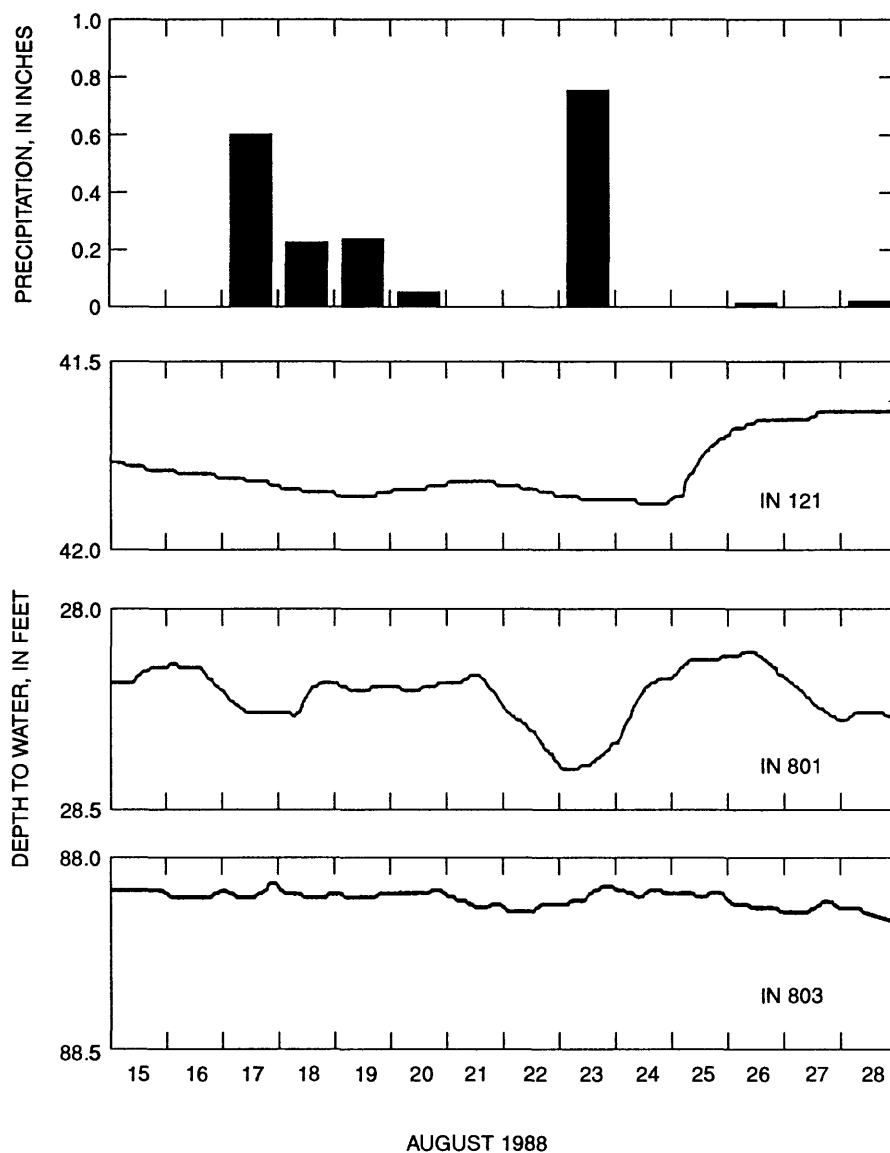 PRECIPITATION, IN INCHES
1.0
0.8
0.6
0.4
0.2
0
DEPTH TO WATER, IN FEET
41.5
IN 121
42.0
28.0
IN 801
28.5
88.0
IN 803
88.5
15 16 17 18 19 20 21 22 23 24 25 26 27 28
AUGUST 1988